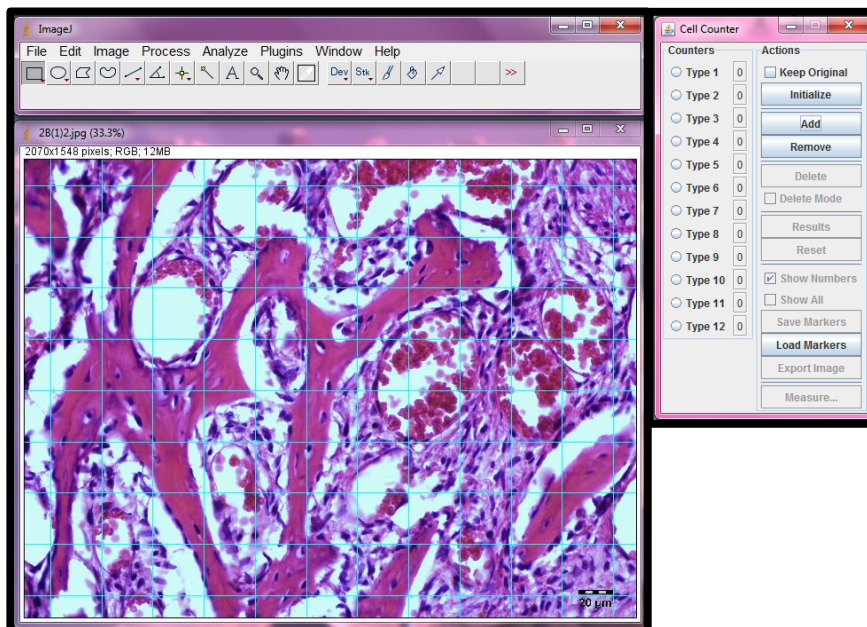 ImageJ
File Edit Image Process Analyze Plugins Window Help
A Dev Stk >>
2B(1)2.jpg (33.3%)
2070x1548 pixels; RGB; 12MB
20 µm
Cell Counter
Counters
Type 1 0
Type 2 0
Type 3 0
Type 4 0
Type 5 0
Type 6 0
Type 7 0
Type 8 0
Type 9 0
Type 10 0
Type 11 0
Type 12 0
Actions
Keep Original
Initialize
Add
Remove
Delete
Delete Mode
Results
Reset
Show Numbers
Show All
Save Markers
Load Markers
Export Image
Measure...